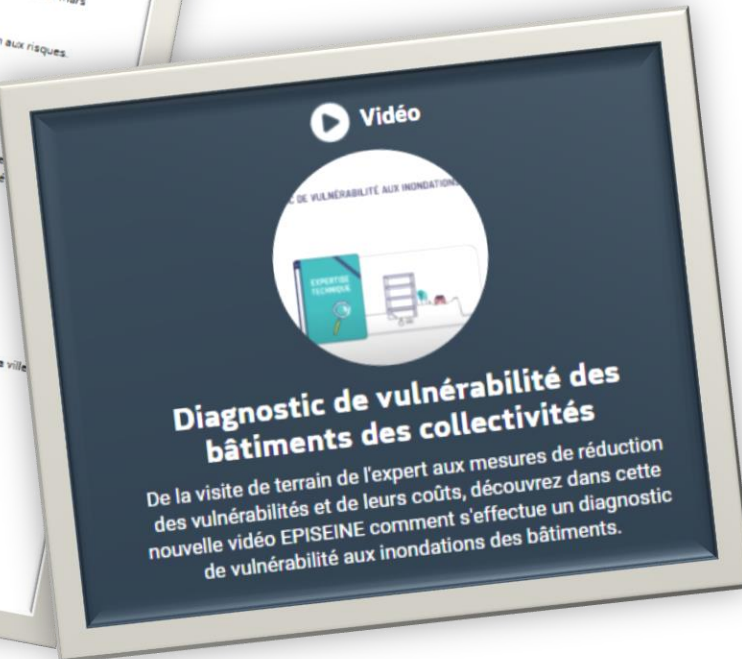 mars
aux risques.
e ville
Vidéo
DE VULNÉRABILITÉ AUX INONDATIONS
EXPERTISE
TECHNIQUE
Diagnostic de vulnérabilité des
bâtiments des collectivités
De la visite de terrain de l'expert aux mesures de réduction
des vulnérabilités et de leurs coûts, découvrez dans cette
nouvelle vidéo EPISEINE comment s'effectue un diagnostic
de vulnérabilité aux inondations des bâtiments.